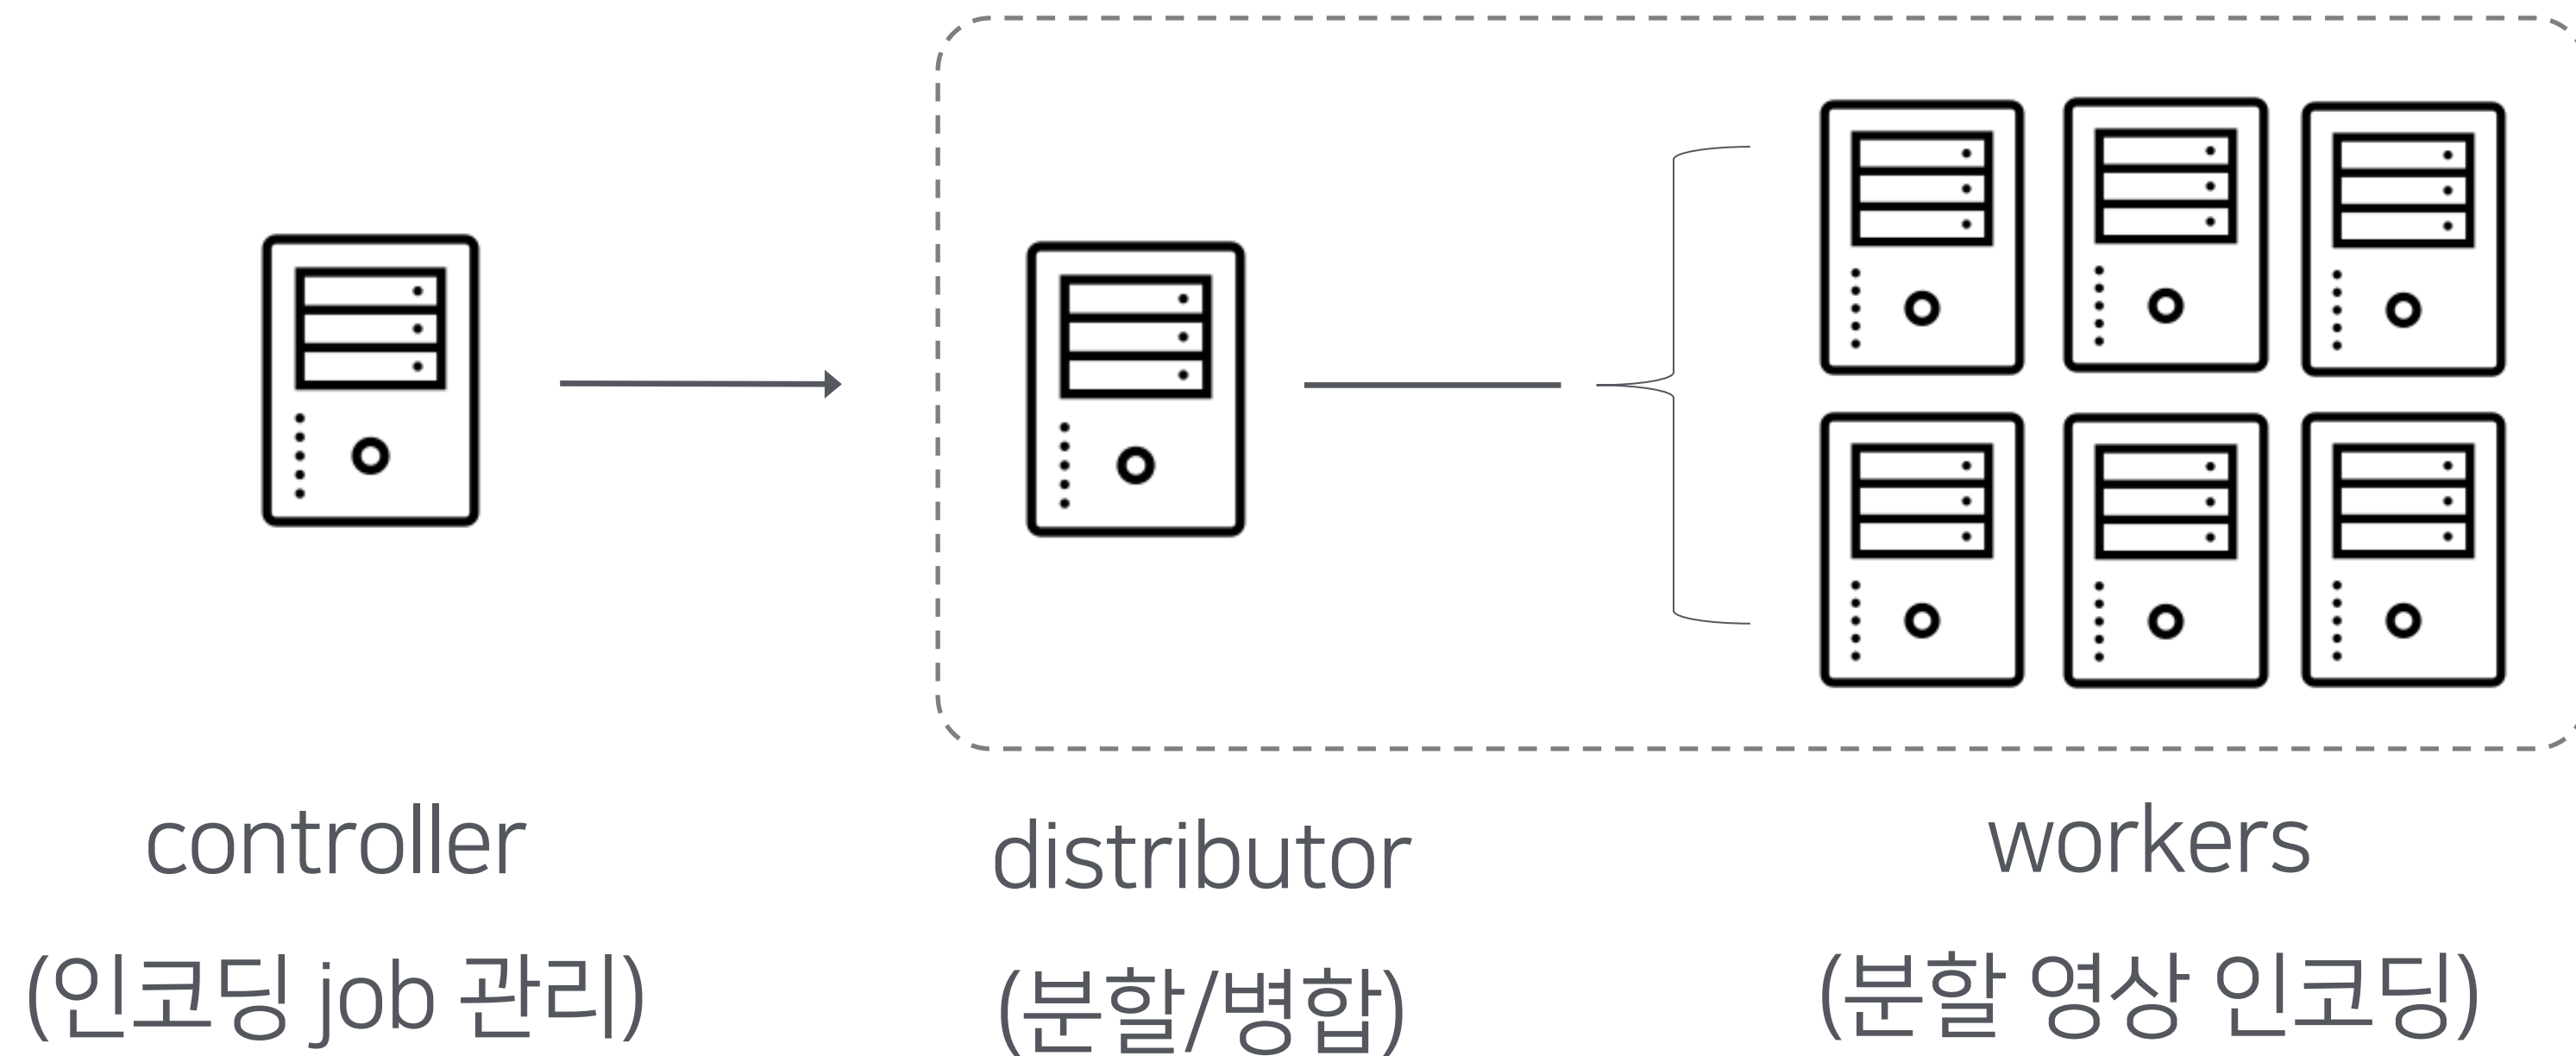 controller
(인코딩 job 관리)
distributor
(분할/병합)
workers
(분할 영상 인코딩)